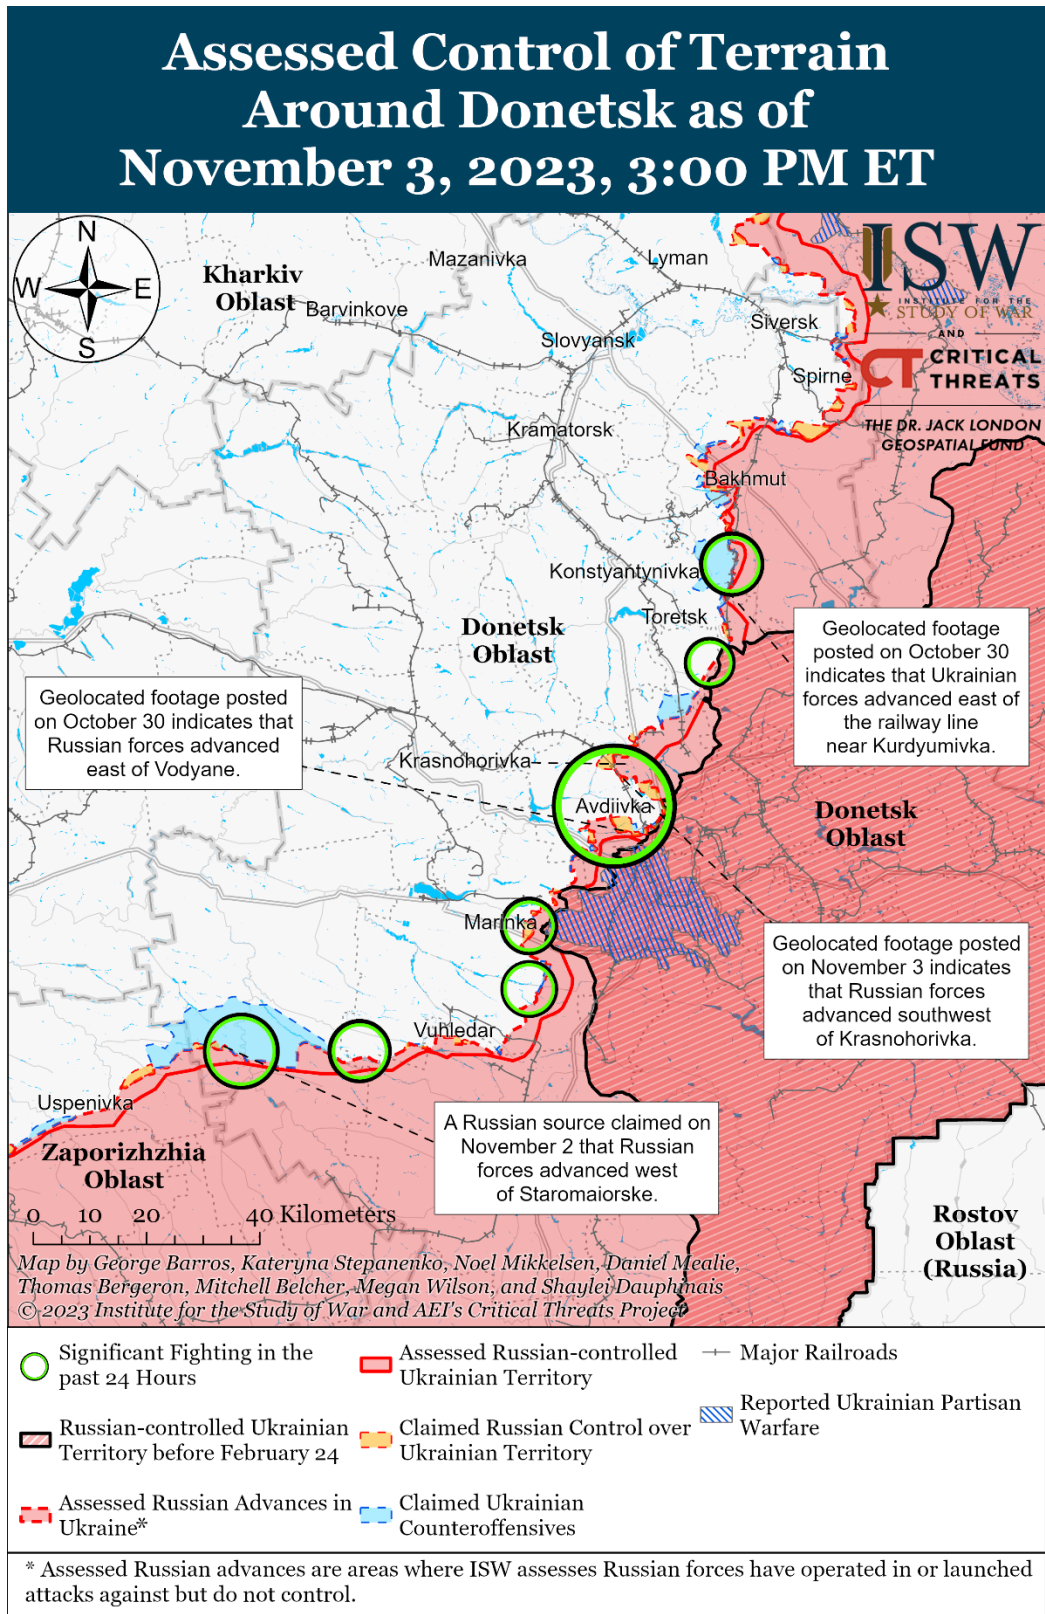 Assessed Control of Terrain
Around Donetsk as of
November 3, 2023, 3:00 PM ET
N
W
E
S
Kharkiv
Oblast
Mazanivka
Lyman
Barvinkove
Slovyansk
Siversk
Spirne
Kramatorsk
Bakhmut
ISW
INSTITUTE FOR THE
STUDY OF WAR
AND
CT CRITICAL
THREATS
THE DR. JACK LONDON
GEOSPATIAL FUND
Konstyantynivka
Toretsk
Donetsk
Oblast
Geolocated footage
posted on October 30
indicates that Ukrainian
forces advanced east of
the railway line
near Kurdyumivka.
Geolocated footage posted
on October 30 indicates that
Russian forces advanced
east of Vodyane.
Krasnohorivka
Avdiivka
Donetsk
Oblast
Marinka
Geolocated footage posted
on November 3 indicates
that Russian forces
advanced southwest
of Krasnohorivka.
Vuhledar
Uspenivka
A Russian source claimed on
November 2 that Russian
forces advanced west
of Staromaiorske.
Zaporizhzhia
Oblast
Rostov
Oblast
(Russia)
0 10 20 40 Kilometers
Map by George Barros, Kateryna Stepanenko, Noel Mikkelsen, Daniel Mealie,
Thomas Bergeron, Mitchell Belcher, Megan Wilson, and Shaylei Dauphinais
© 2023 Institute for the Study of War and AEI's Critical Threats Project
Significant Fighting in the
past 24 Hours
Russian-controlled Ukrainian
Territory before February 24
Assessed Russian Advances in
Ukraine*
Assessed Russian-controlled
Ukrainian Territory
Claimed Russian Control over
Ukrainian Territory
Claimed Ukrainian
Counteroffensives
Major Railroads
Reported Ukrainian Partisan
Warfare
* Assessed Russian advances are areas where ISW assesses Russian forces have operated in or launched
attacks against but do not control.